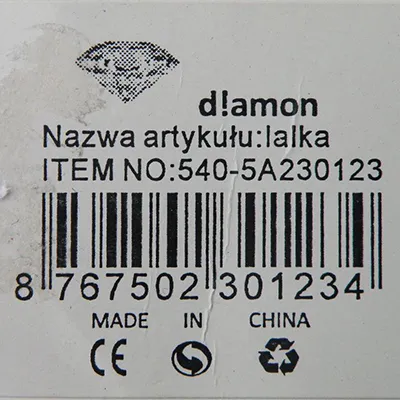 d!amon
Nazwa artykułu:lalka
ITEM NO:540-5A230123
8 767502 301234
MADE IN CHINA
CE